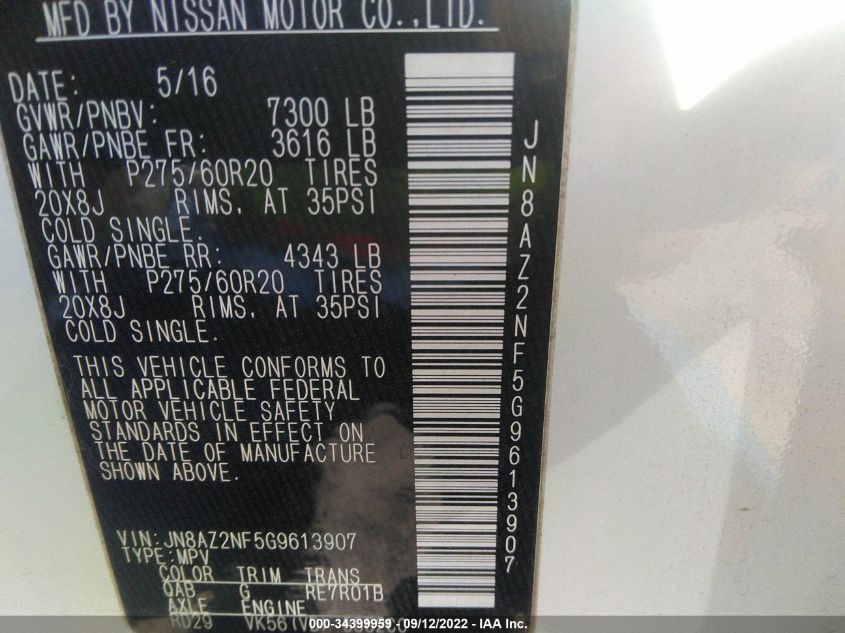 MFD BY NISSAN MOTOR CO.,LTD.
DATE: 5/16
GVWR/PNBV: 7300 LB
GAWR/PNBE FR: 3616 LB
WITH P275/60R20 TIRES
20X8J RIMS, AT 35PSI
COLD SINGLE.
GAWR/PNBE RR: 4343 LB
WITH P275/60R20 TIRES
20X8J RIMS, AT 35PSI
COLD SINGLE.
THIS VEHICLE CONFORMS TO
ALL APPLICABLE FEDERAL
MOTOR VEHICLE SAFETY
STANDARDS IN EFFECT ON
THE DATE OF MANUFACTURE
SHOWN ABOVE.
VIN:JN8AZ2NF5G9613907
TYPE:MPV
COLOR TRIM TRANS
QAB G RE7R01B
AXLE ENGINE
RD29
JN8AZ2NF5G9613907
000-34399959 - 09/12/2022 - IAA Inc.